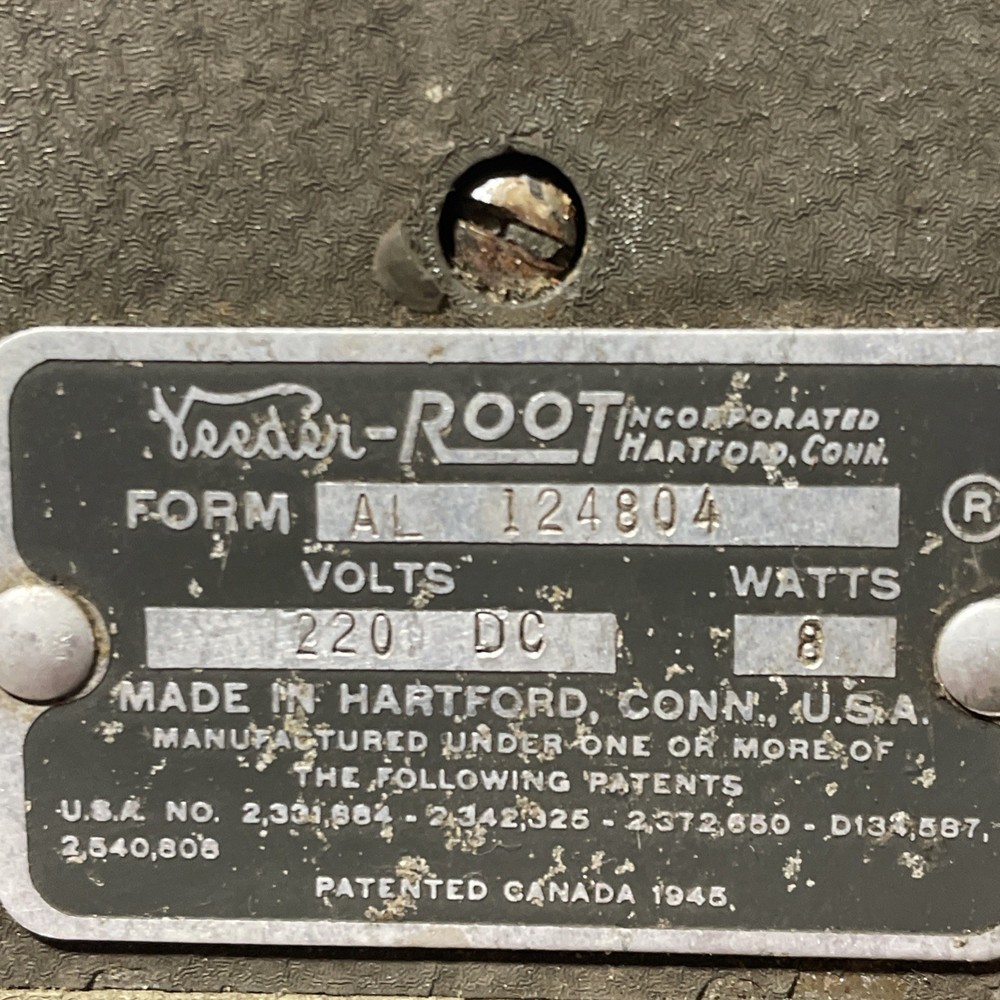 Veeder-ROOT INCORPORATED
HARTFORD, CONN.
FORM AL 124804 ®
VOLTS WATTS
220 DC 8
MADE IN HARTFORD, CONN., U.S.A.
MANUFACTURED UNDER ONE OR MORE OF
THE FOLLOWING PATENTS
U.S.A. NO. 2,331,884 - 2,342,325 - 2,372,650 - D134,587,
2,540,808
PATENTED CANADA 1945.